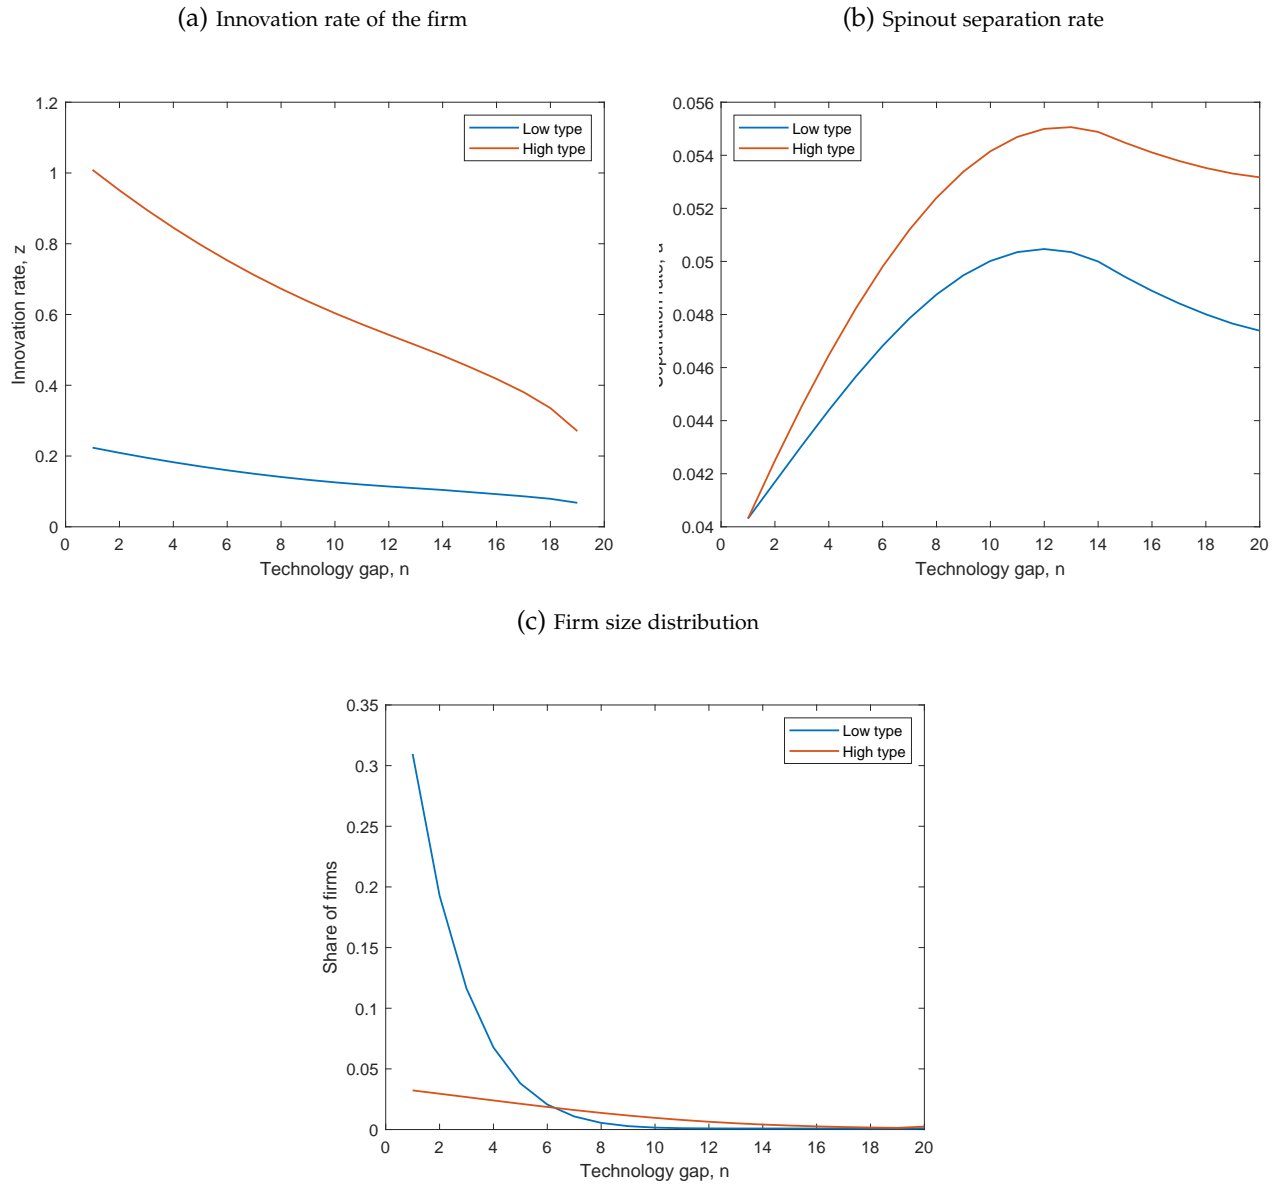 (a) Innovation rate of the firm
1.2
1
0.8
0.6
0.4
0.2
0
Innovation rate, z
Low type
High type
0 2 4 6 8 10 12 14 16 18 20
Technology gap, n
(b) Spinout separation rate
0.056
0.054
0.052
0.05
0.048
0.046
0.044
0.042
0.04
Low type
High type
0 2 4 6 8 10 12 14 16 18 20
Technology gap, n
(c) Firm size distribution
0.35
0.3
0.25
0.2
0.15
0.1
0.05
0
Share of firms
Low type
High type
0 2 4 6 8 10 12 14 16 18 20
Technology gap, n